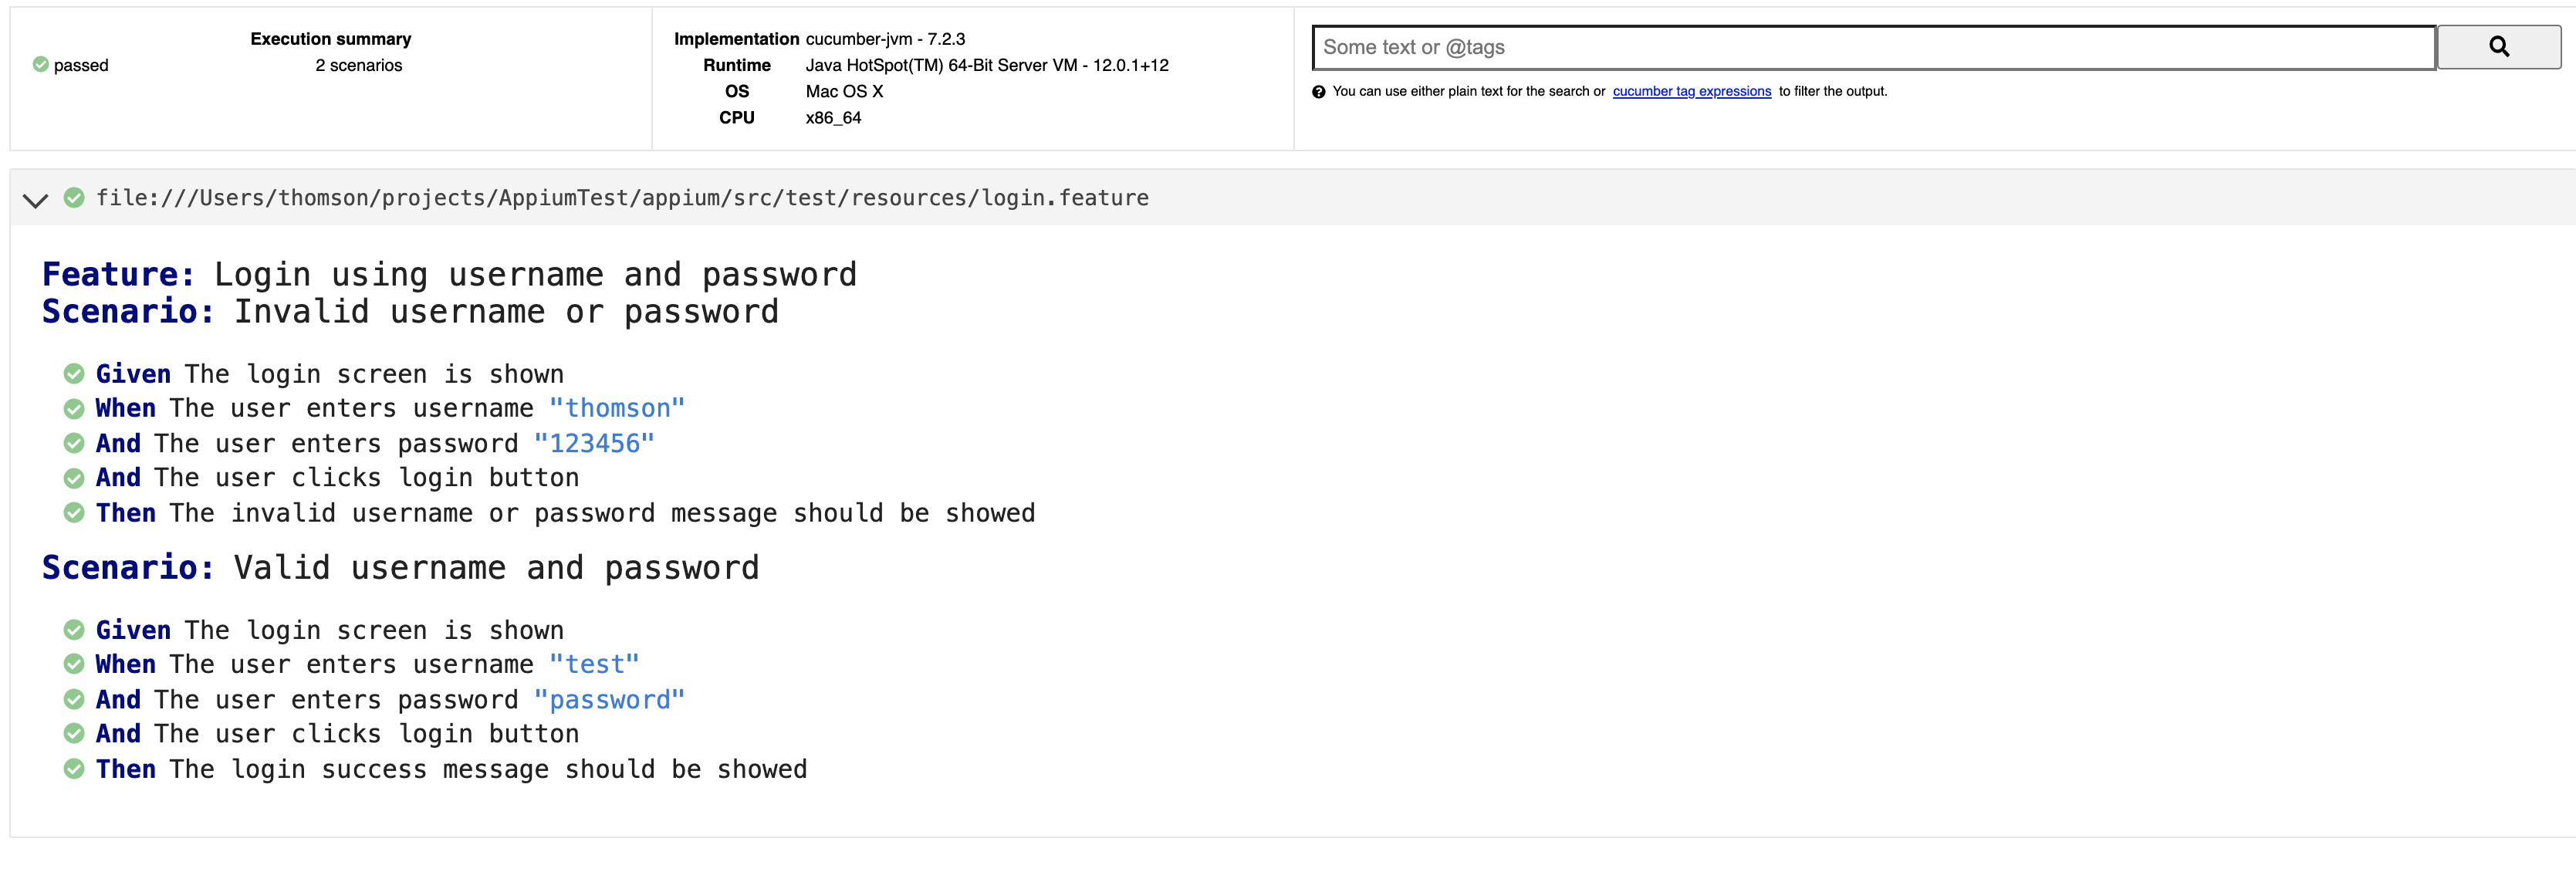 Execution summary
passed 2 scenarios
Implementation cucumber-jvm - 7.2.3
Runtime Java HotSpot(TM) 64-Bit Server VM - 12.0.1+12
OS Mac OS X
CPU x86_64
Some text or @tags
You can use either plain text for the search or cucumber tag expressions to filter the output.
file:///Users/thomson/projects/AppiumTest/appium/src/test/resources/login.feature
Feature: Login using username and password
Scenario: Invalid username or password
Given The login screen is shown
When The user enters username "thomson"
And The user enters password "123456"
And The user clicks login button
Then The invalid username or password message should be showed
Scenario: Valid username and password
Given The login screen is shown
When The user enters username "test"
And The user enters password "password"
And The user clicks login button
Then The login success message should be showed